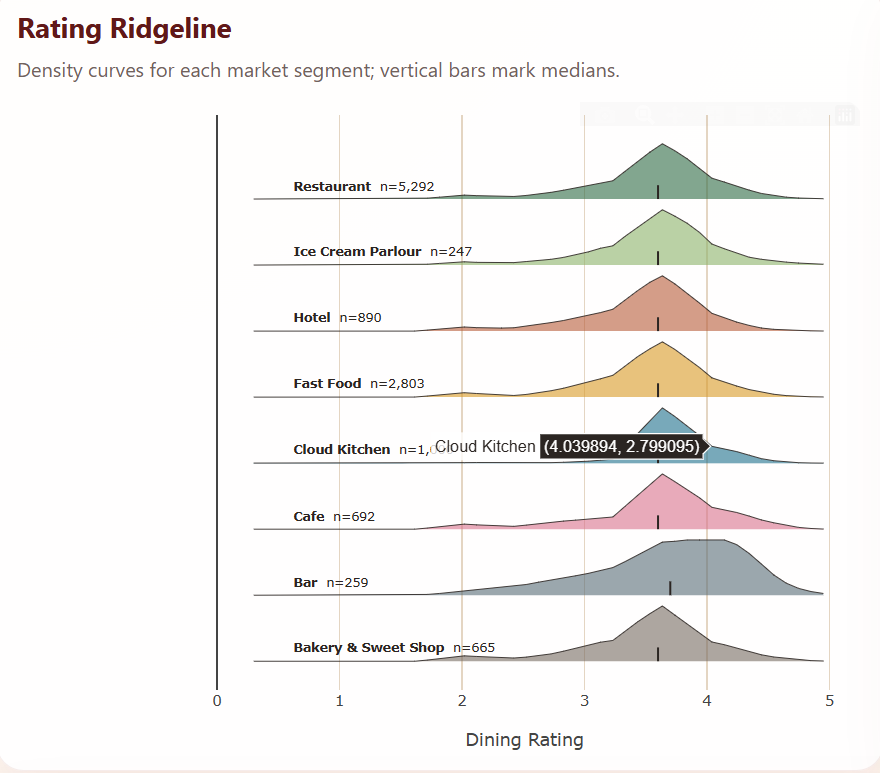 Rating Ridgeline
Density curves for each market segment; vertical bars mark medians.
Restaurant n=5,292
Ice Cream Parlour n=247
Hotel n=890
Fast Food n=2,803
Cloud Kitchen n=1, Cloud Kitchen (4.039894, 2.799095)
Cafe n=692
Bar n=259
Bakery & Sweet Shop n=665
0 1 2 3 4 5
Dining Rating